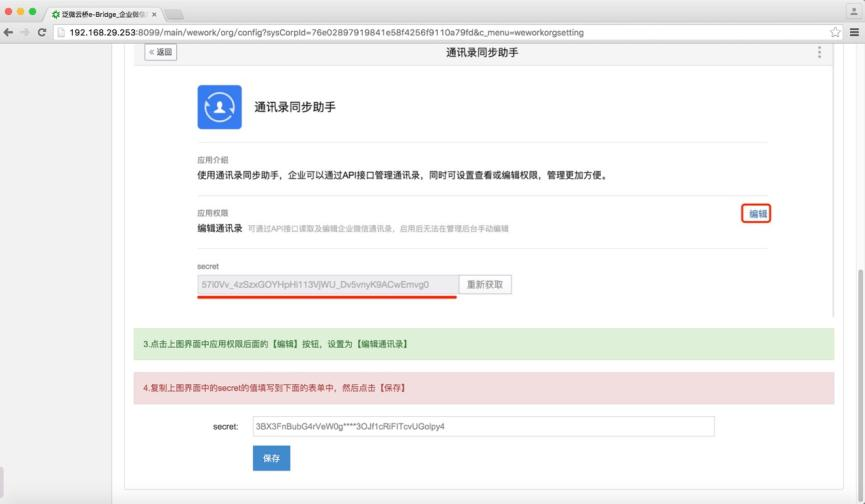 泛微云桥e-Bridge_企业微信
192.168.29.253:8099/main/wework/org/config?sysCorpId=76e02897919841e58f4256f9110a79fd&c_menu=weworkorgsetting
« 返回
通讯录同步助手
通讯录同步助手
应用介绍
使用通讯录同步助手，企业可以通过API接口管理通讯录，同时可设置查看或编辑权限，管理更加方便。
应用权限
编辑
编辑通讯录 可通过API接口读取及编辑企业微信通讯录，启用后无法在管理后台手动编辑
secret
57I0Vv_4zSzxGOYHpHi113VjWU_Dv5vnyK9ACwEmvg0 重新获取
3.点击上图界面中应用权限后面的【编辑】按钮，设置为【编辑通讯录】
4.复制上图界面中的secret的值填写到下面的表单中，然后点击【保存】
secret: 3BX3FnBubG4rVeW0g****3OJf1cRiFITcvUGolpy4
保存